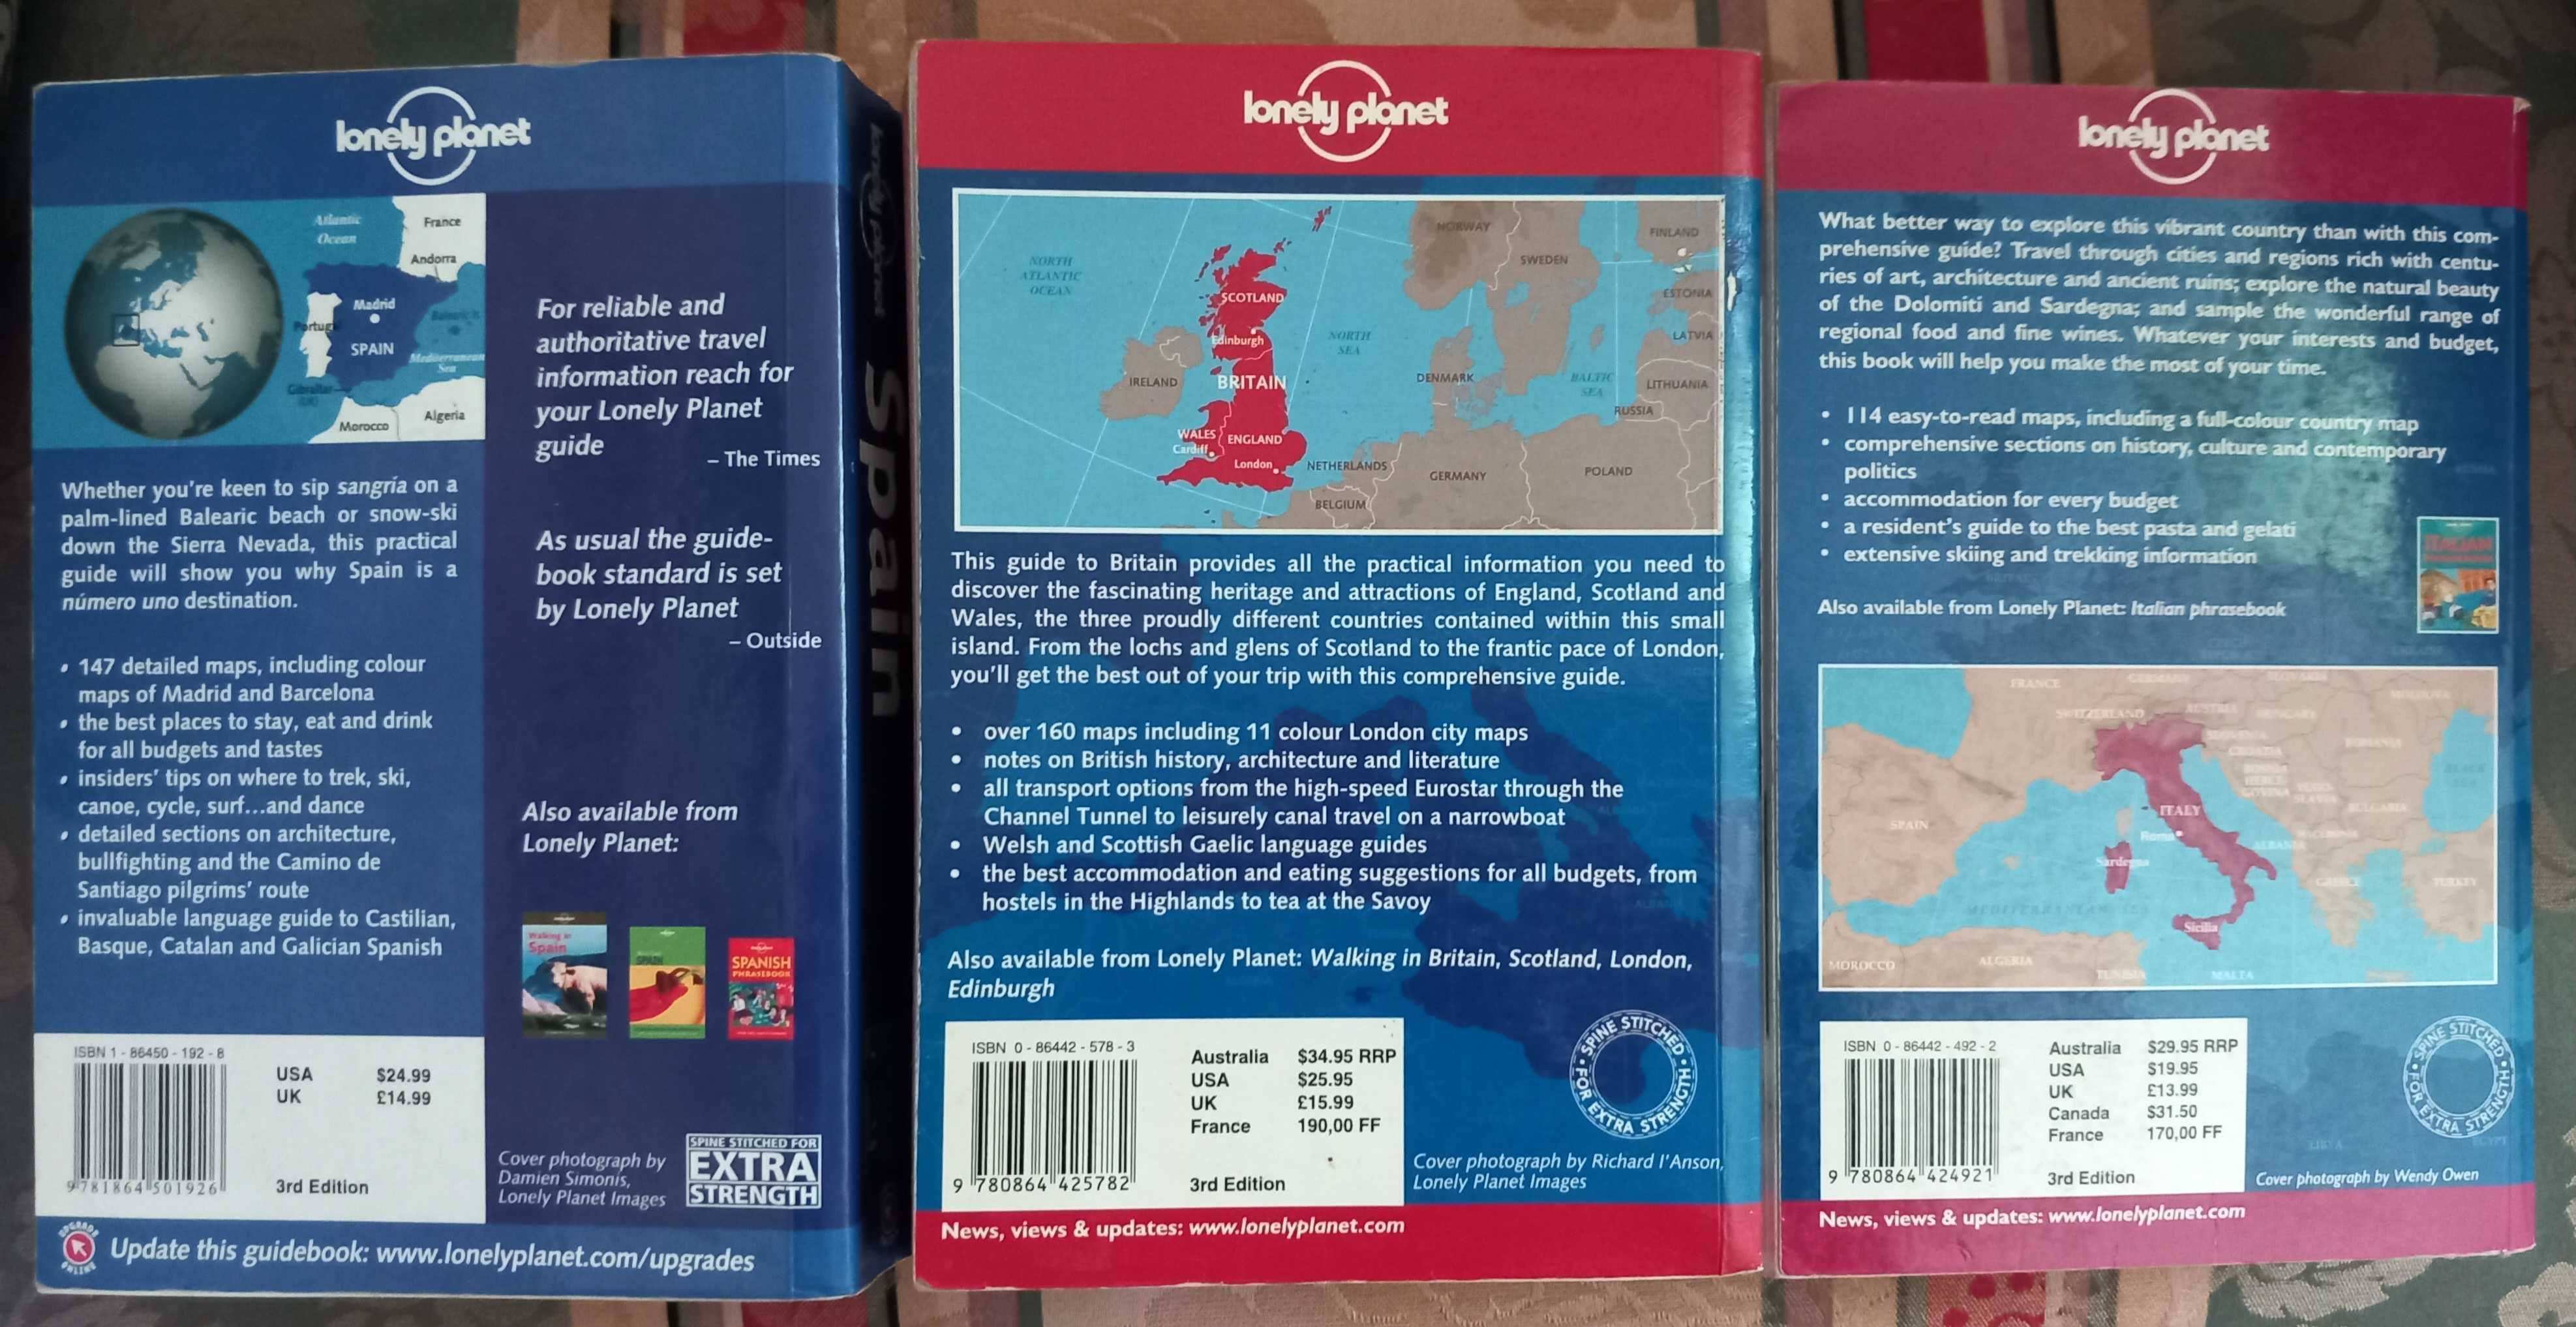 lonely planet
Atlantic
Ocean
France
Andorra
Madrid
Portug
SPAIN
Mediterranean
Sea
Gibraltar
(UK)
Algeria
Morocco
Whether you're keen to sip sangría on a
palm-lined Balearic beach or snow-ski
down the Sierra Nevada, this practical
guide will show you why Spain is a
número uno destination.
• 147 detailed maps, including colour
maps of Madrid and Barcelona
• the best places to stay, eat and drink
for all budgets and tastes
• insiders' tips on where to trek, ski,
canoe, cycle, surf...and dance
• detailed sections on architecture,
bullfighting and the Camino de
Santiago pilgrims' route
• invaluable language guide to Castilian,
Basque, Catalan and Galician Spanish
For reliable and
authoritative travel
information reach for
your Lonely Planet
guide
– The Times
As usual the guide-
book standard is set
by Lonely Planet
– Outside
Also available from
Lonely Planet:
Walking in
Spain
SPAIN
SPANISH
PHRASEBOOK
ISBN 1 - 86450 - 192 - 8
USA $24.99
UK £14.99
9 781864 501926
3rd Edition
Cover photograph by
Damien Simonis,
Lonely Planet Images
SPINE STITCHED FOR
EXTRA
STRENGTH
UPGRADE
ONLINE
Update this guidebook: www.lonelyplanet.com/upgrades
lonely planet
Spain
lonely planet
NORTH
ATLANTIC
OCEAN
NORWAY
SWEDEN
FINLAND
ESTONIA
LATVIA
LITHUANIA
RUSSIA
SCOTLAND
Edinburgh
NORTH
SEA
IRELAND
BRITAIN
DENMARK
BALTIC
SEA
WALES
Cardiff
ENGLAND
London
NETHERLANDS
GERMANY
POLAND
BELGIUM
This guide to Britain provides all the practical information you need to
discover the fascinating heritage and attractions of England, Scotland and
Wales, the three proudly different countries contained within this small
island. From the lochs and glens of Scotland to the frantic pace of London,
you'll get the best out of your trip with this comprehensive guide.
• over 160 maps including 11 colour London city maps
• notes on British history, architecture and literature
• all transport options from the high-speed Eurostar through the
Channel Tunnel to leisurely canal travel on a narrowboat
• Welsh and Scottish Gaelic language guides
• the best accommodation and eating suggestions for all budgets, from
hostels in the Highlands to tea at the Savoy
Also available from Lonely Planet: Walking in Britain, Scotland, London,
Edinburgh
ISBN 0 - 86442 - 578 - 3
Australia $34.95 RRP
USA $25.95
UK £15.99
France 190,00 FF
9 780864 425782
3rd Edition
• SPINE STITCHED •
FOR EXTRA STRENGTH
Cover photograph by Richard I'Anson,
Lonely Planet Images
News, views & updates: www.lonelyplanet.com
lonely planet
What better way to explore this vibrant country than with this com-
prehensive guide? Travel through cities and regions rich with centu-
ries of art, architecture and ancient ruins; explore the natural beauty
of the Dolomiti and Sardegna; and sample the wonderful range of
regional food and fine wines. Whatever your interests and budget,
this book will help you make the most of your time.
• 114 easy-to-read maps, including a full-colour country map
• comprehensive sections on history, culture and contemporary
politics
• accommodation for every budget
• a resident's guide to the best pasta and gelati
• extensive skiing and trekking information
Also available from Lonely Planet: Italian phrasebook
ITALIAN
FRANCE
GERMANY
SWITZERLAND
AUSTRIA
HUNGARY
MOLDOVA
SLOVENIA
CROATIA
ROMANIA
BLACK
SEA
BULGARIA
ITALY
Roma
SPAIN
Sardegna
ALBANIA
GREECE
TURKEY
MEDITERRANEAN SEA
Sicilia
MOROCCO
ALGERIA
TUNISIA
MALTA
ISBN 0 - 86442 - 492 - 2
Australia $29.95 RRP
USA $19.95
UK £13.99
Canada $31.50
France 170,00 FF
9 780864 424921
3rd Edition
• SPINE STITCHED •
FOR EXTRA STRENGTH
Cover photograph by Wendy Owen
News, views & updates: www.lonelyplanet.com